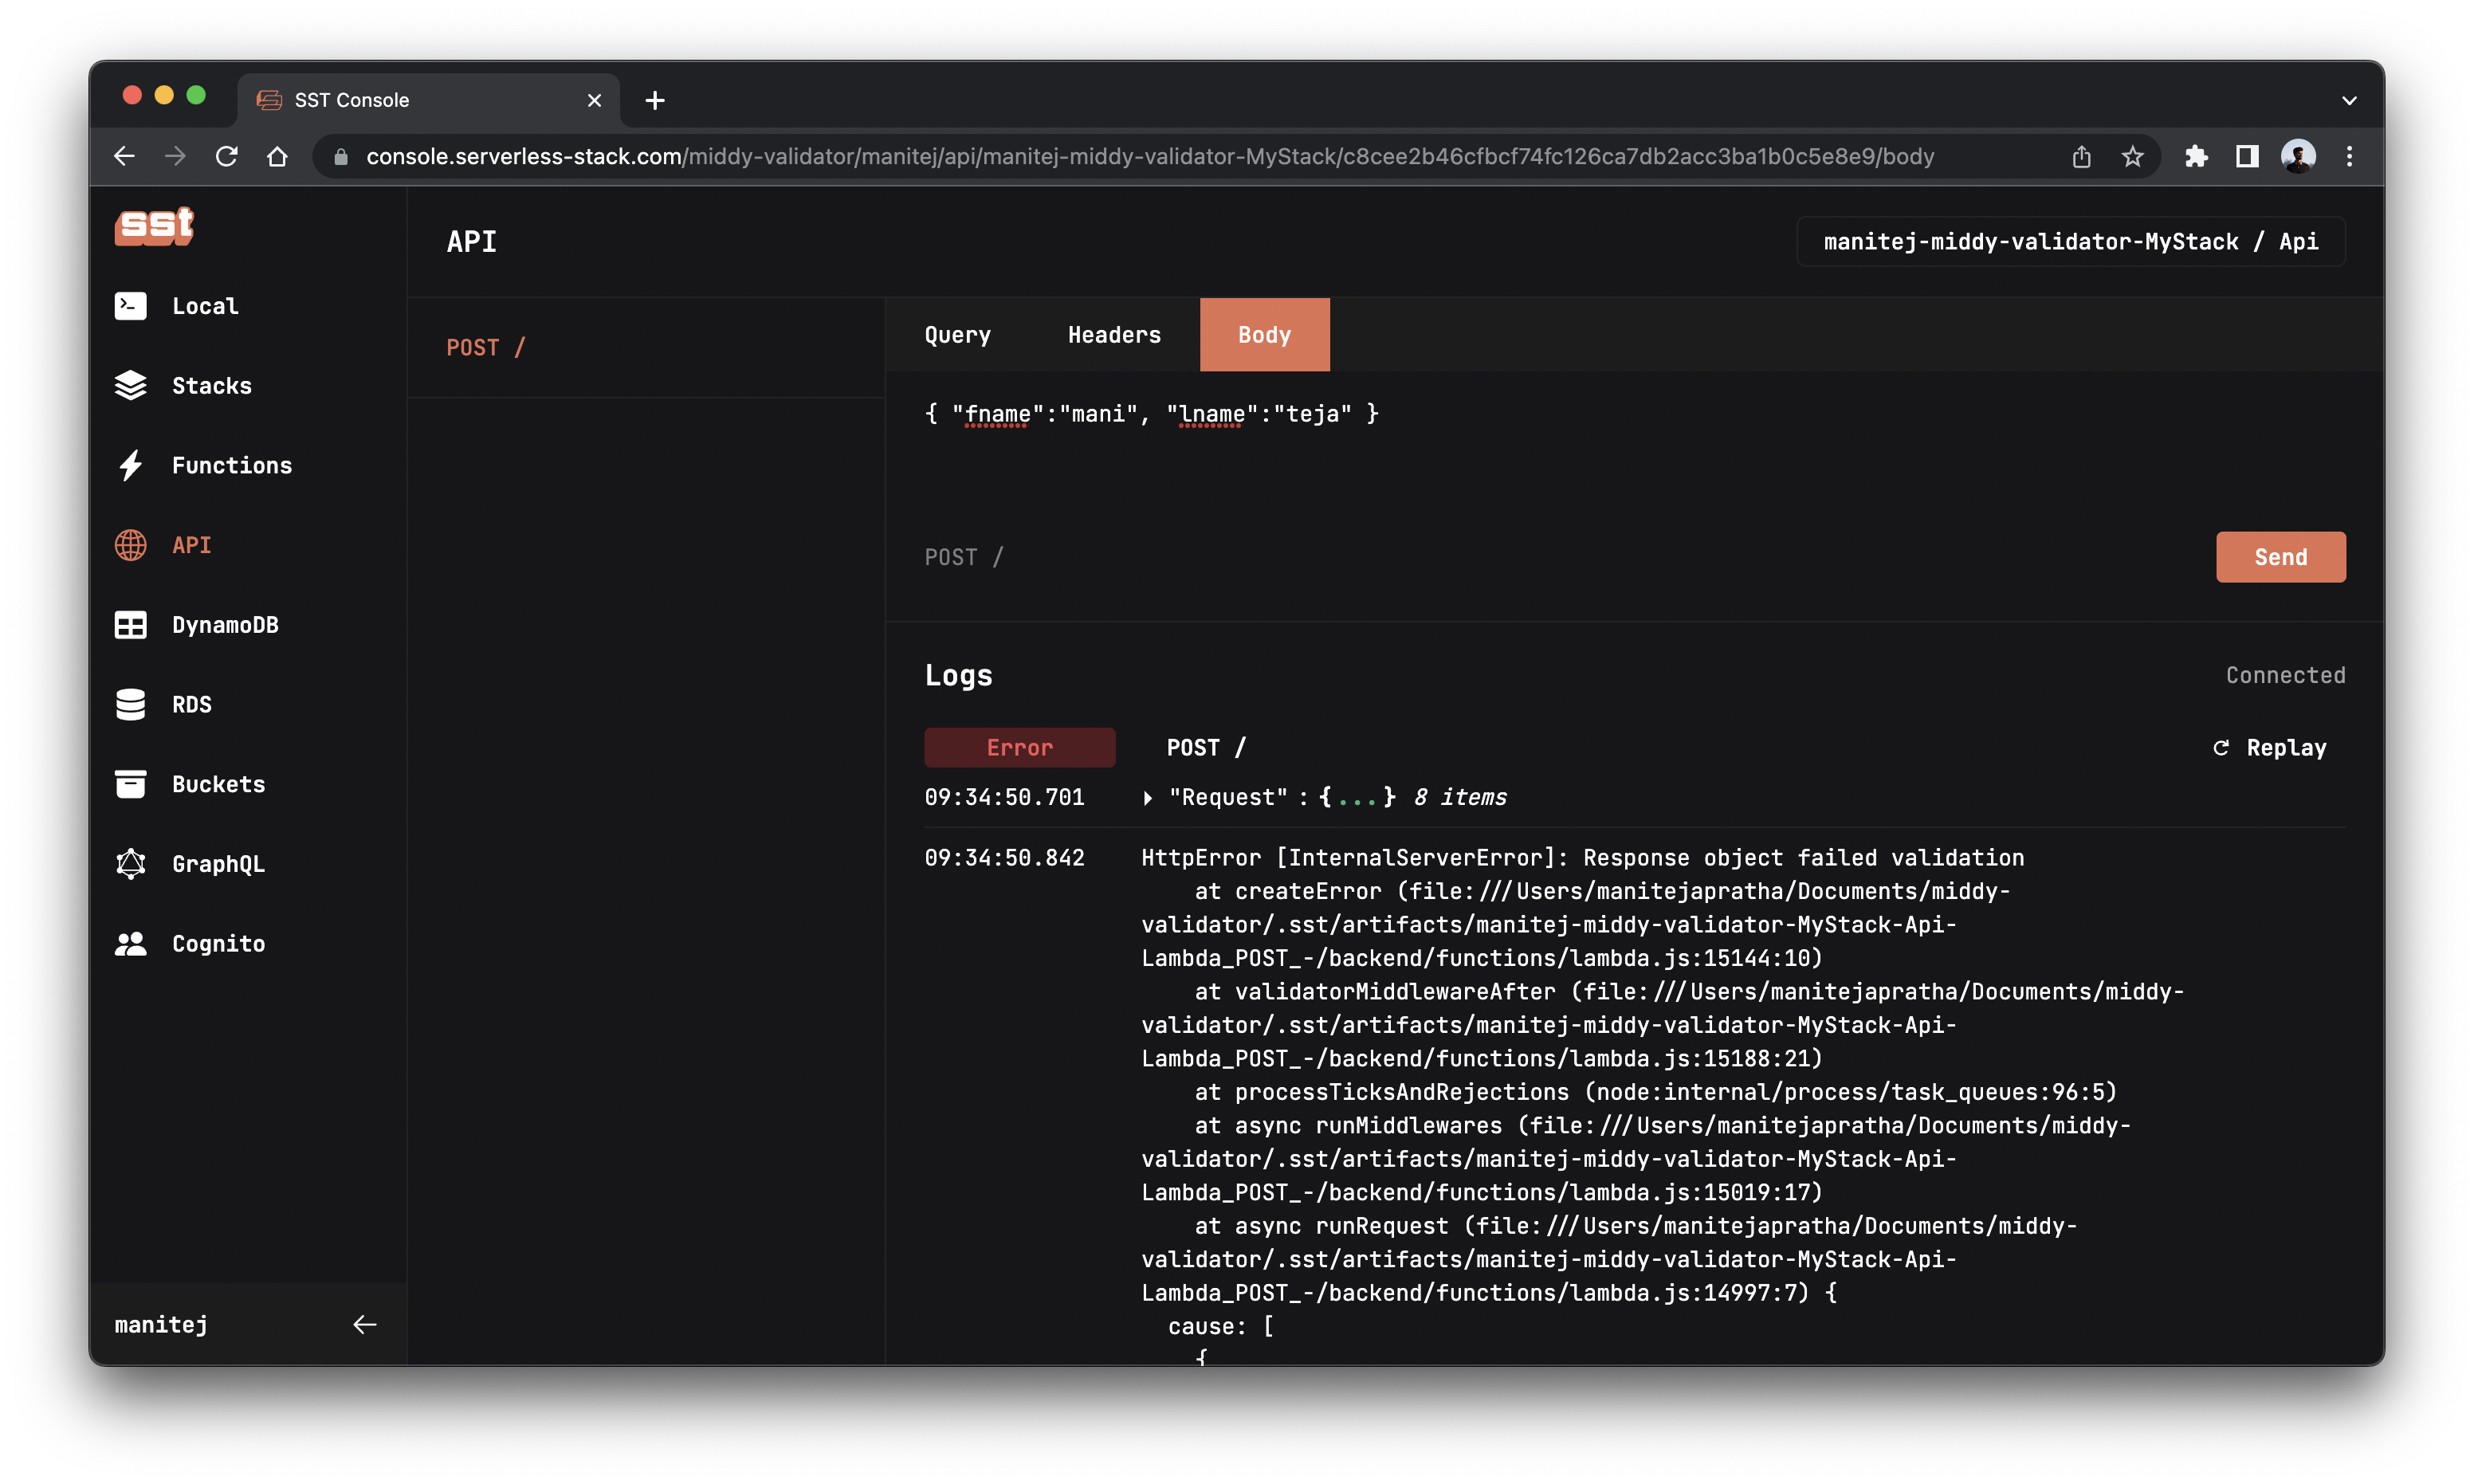 SST Console
console.serverless-stack.com/middy-validator/manitej/api/manitej-middy-validator-MyStack/c8cee2b46cfbcf74fc126ca7db2acc3ba1b0c5e8e9/body
sst
Local
Stacks
Functions
API
DynamoDB
RDS
Buckets
GraphQL
Cognito
manitej
API
manitej-middy-validator-MyStack / Api
POST /
Query Headers Body
{ "fname":"mani", "lname":"teja" }
POST /
Send
Logs
Connected
Error POST / Replay
09:34:50.701 "Request" : {...} 8 items
09:34:50.842 HttpError [InternalServerError]: Response object failed validation
at createError (file:///Users/manitejapratha/Documents/middy-
validator/.sst/artifacts/manitej-middy-validator-MyStack-Api-
Lambda_POST_-/backend/functions/lambda.js:15144:10)
at validatorMiddlewareAfter (file:///Users/manitejapratha/Documents/middy-
validator/.sst/artifacts/manitej-middy-validator-MyStack-Api-
Lambda_POST_-/backend/functions/lambda.js:15188:21)
at processTicksAndRejections (node:internal/process/task_queues:96:5)
at async runMiddlewares (file:///Users/manitejapratha/Documents/middy-
validator/.sst/artifacts/manitej-middy-validator-MyStack-Api-
Lambda_POST_-/backend/functions/lambda.js:15019:17)
at async runRequest (file:///Users/manitejapratha/Documents/middy-
validator/.sst/artifacts/manitej-middy-validator-MyStack-Api-
Lambda_POST_-/backend/functions/lambda.js:14997:7) {
cause: [
{